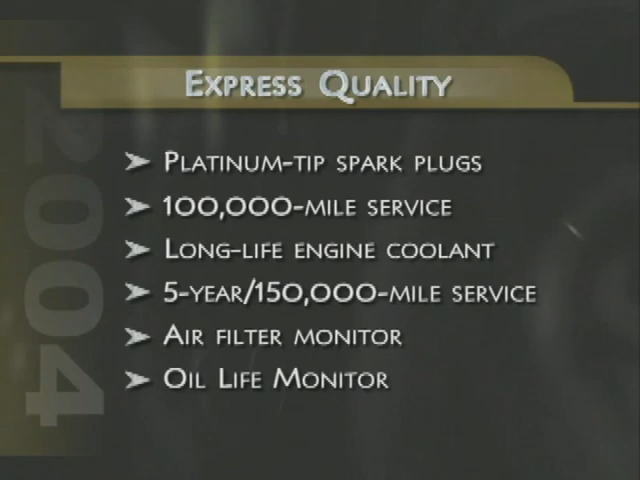 Express Quality
Platinum-tip spark plugs
100,000-mile service
Long-life engine coolant
5-year/150,000-mile service
Air filter monitor
Oil Life Monitor
2004